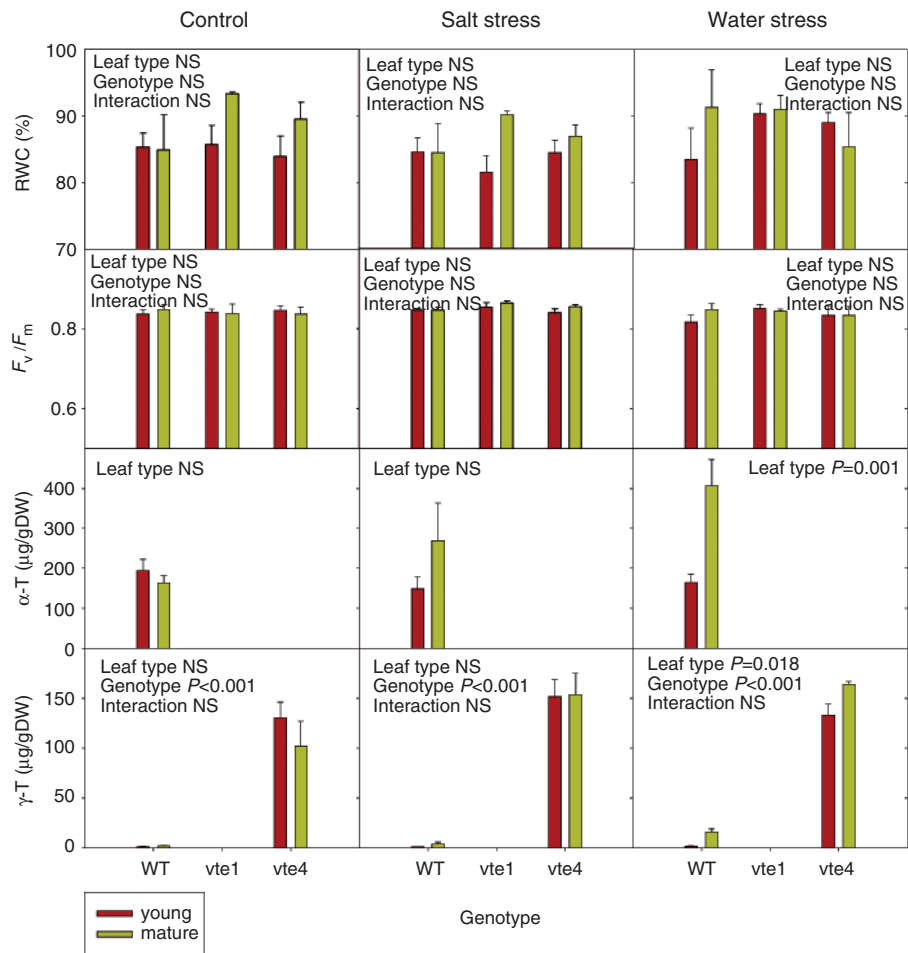 Control
Salt stress
Water stress
RWC (%)
100
90
80
70
Leaf type NS
Genotype NS
Interaction NS
Leaf type NS
Genotype NS
Interaction NS
Leaf type NS
Genotype NS
Interaction NS
Fv/Fm
0.8
0.6
Leaf type NS
Genotype NS
Interaction NS
Leaf type NS
Genotype NS
Interaction NS
Leaf type NS
Genotype NS
Interaction NS
α-T (µg/gDW)
400
300
200
100
0
Leaf type NS
Leaf type NS
Leaf type P=0.001
γ-T (µg/gDW)
150
100
50
0
Leaf type NS
Genotype P<0.001
Interaction NS
Leaf type NS
Genotype P<0.001
Interaction NS
Leaf type P=0.018
Genotype P<0.001
Interaction NS
WT vte1 vte4
WT vte1 vte4
WT vte1 vte4
Genotype
young
mature